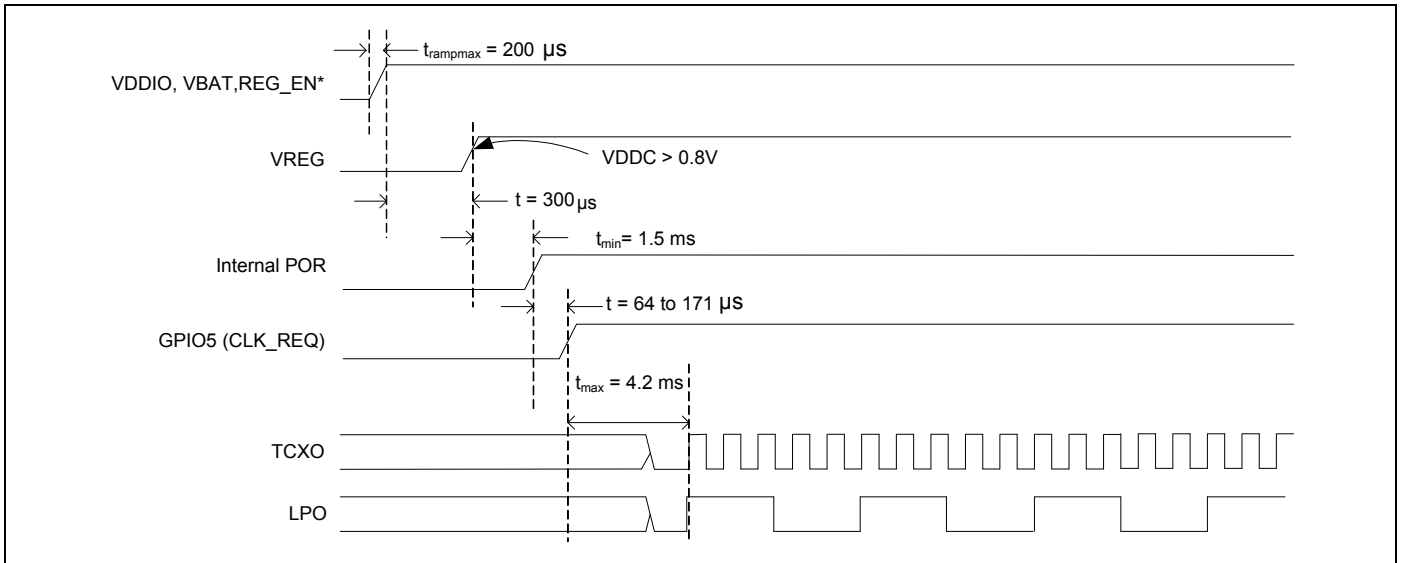 t_rampmax = 200 µs
VDDIO, VBAT,REG_EN*
VREG
VDDC > 0.8V
t = 300 µs
t_min= 1.5 ms
Internal POR
t = 64 to 171 µs
GPIO5 (CLK_REQ)
t_max = 4.2 ms
TCXO
LPO